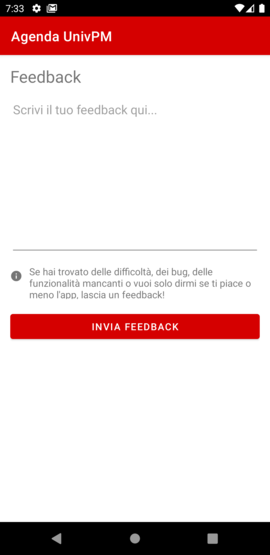 7:33
Agenda UnivPM
Feedback
Scrivi il tuo feedback qui...
Se hai trovato delle difficoltà, dei bug, delle
funzionalità mancanti o vuoi solo dirmi se ti piace o
meno l'app, lascia un feedback!
INVIA FEEDBACK